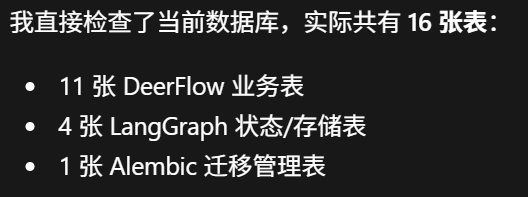 我直接检查了当前数据库，实际共有 16 张表：
• 11 张 DeerFlow 业务表
• 4 张 LangGraph 状态/存储表
• 1 张 Alembic 迁移管理表